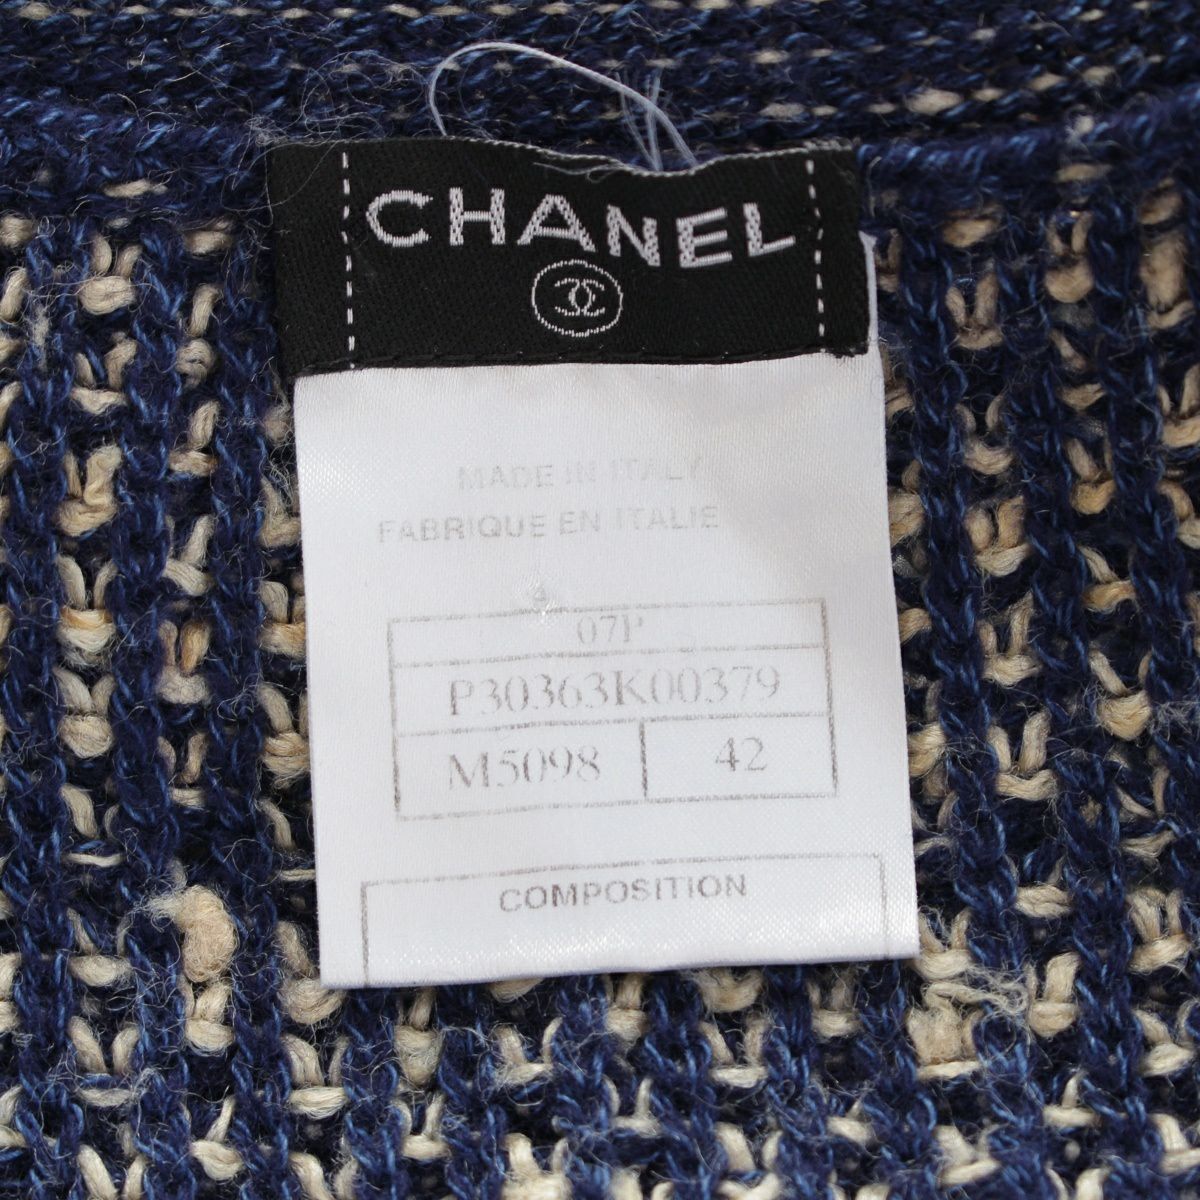 CHANEL
MADE IN ITALY
FABRIQUE EN ITALIE
07P
P30363K00379
M5098 42
COMPOSITION